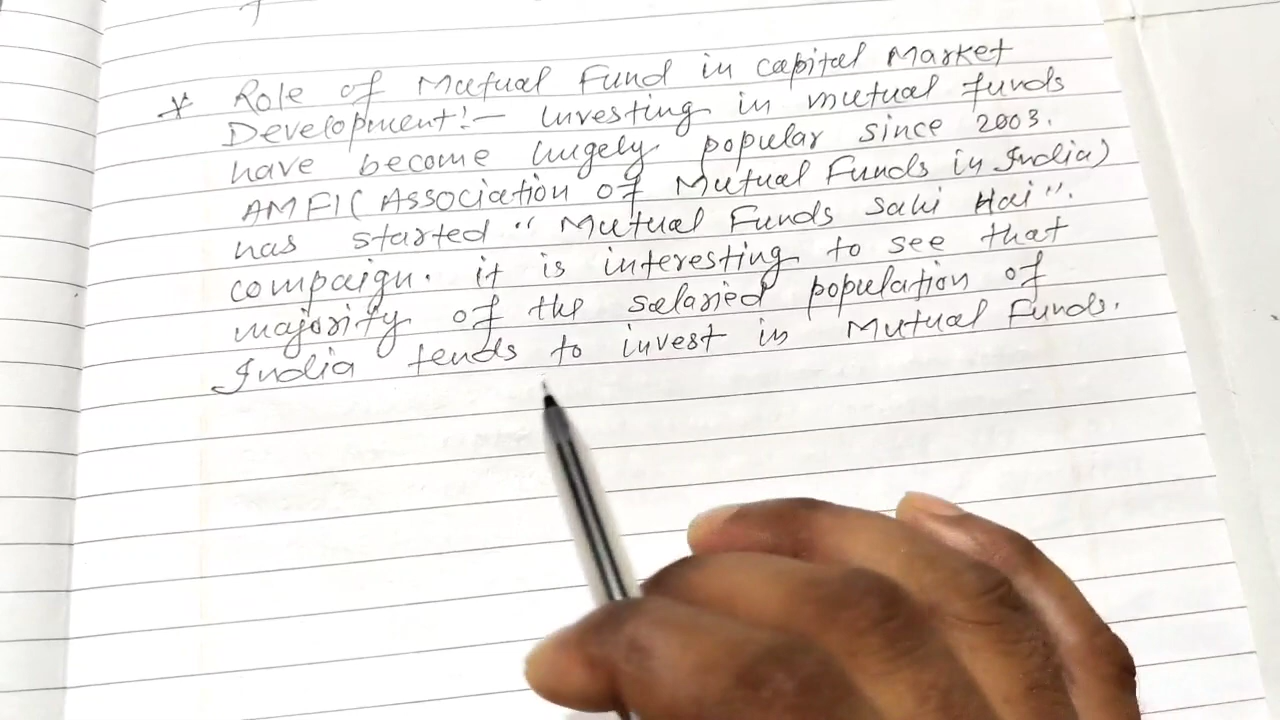 * Role of Mutual Fund in capital Market
Development:- Investing in mutual funds
have become hugely popular since 2003.
AMFI (Association of Mutual Funds in India)
has started "Mutual Funds Sahi Hai".
compaign. it is interesting to see that
majority of the salaried population of
India tends to invest in Mutual Funds.